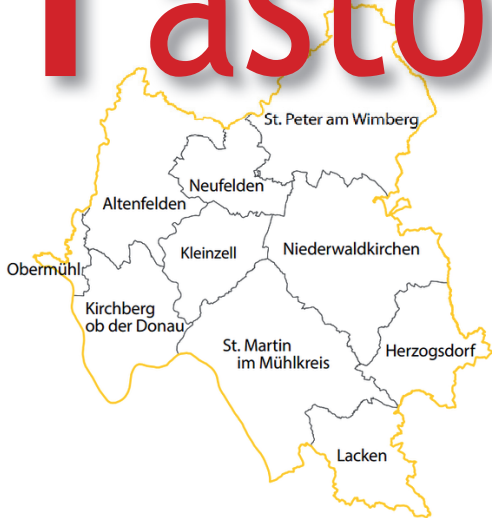 Pasto
St. Peter am Wimberg
Neufelden
Altenfelden
Kleinzell
Niederwaldkirchen
Obermühl
Kirchberg
ob der Donau
St. Martin
im Mühlkreis
Herzogsdorf
Lacken